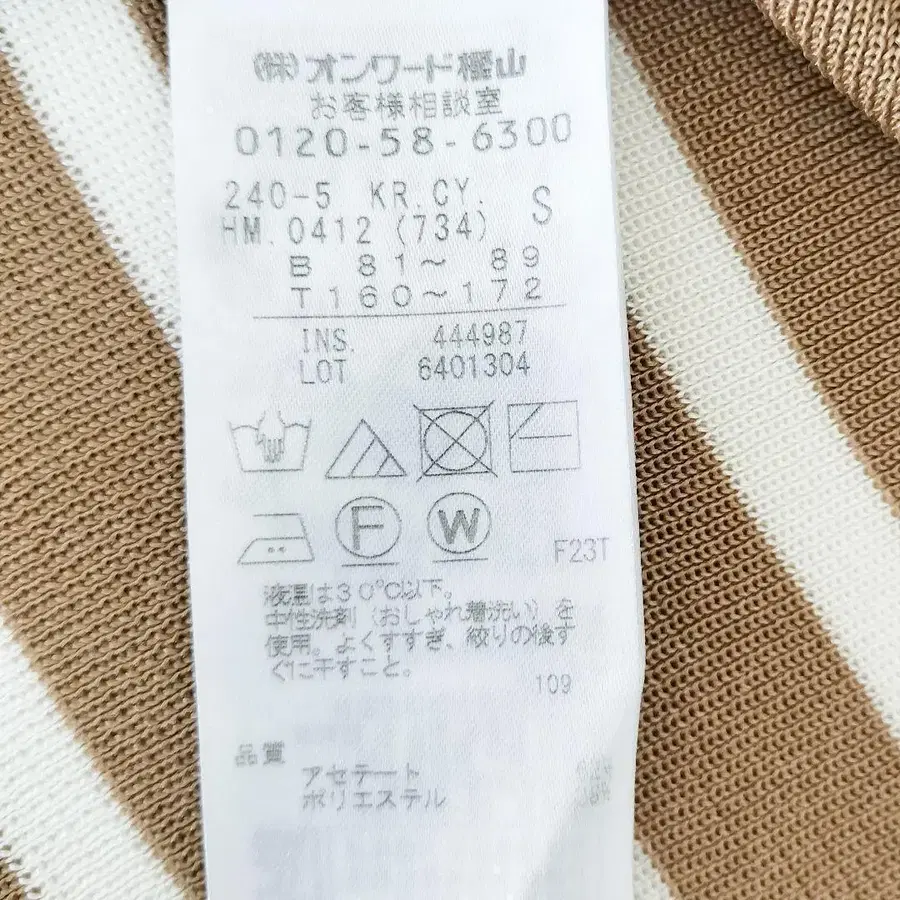 (株)オンワード樫山
お客様相談室
0120-58-6300
240-5 KR.CY. S
HM.0412 (734)
B 81～ 89
T160～172
INS. 444987
LOT 6401304
F W F23T
液温は30℃以下。
中性洗剤（おしゃれ着洗い）を
使用。よくすすぎ、絞りの後す
ぐに干すこと。
109
品質
アセテート
ポリエステル